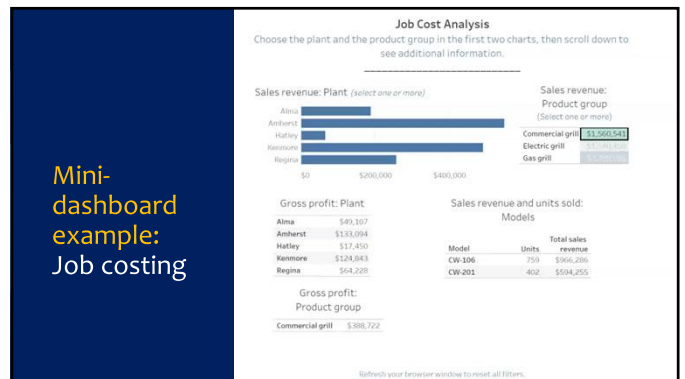 Mini-
dashboard
example:
Job costing
Job Cost Analysis
Choose the plant and the product group in the first two charts, then scroll down to
see additional information.
Sales revenue: Plant (select one or more)
Alma
Amherst
Hatley
Kenmore
Regina
$0 $200,000 $400,000
Sales revenue:
Product group
(Select one or more)
Commercial grill $1,560,541
Electric grill
Gas grill
Gross profit: Plant
Alma $49,107
Amherst $133,094
Hatley $17,450
Kenmore $124,843
Regina $64,228
Sales revenue and units sold:
Models
Model Units Total sales
revenue
CW-106 759 $966,286
CW-201 402 $594,255
Gross profit:
Product group
Commercial grill $388,722
Refresh your browser window to reset all filters.